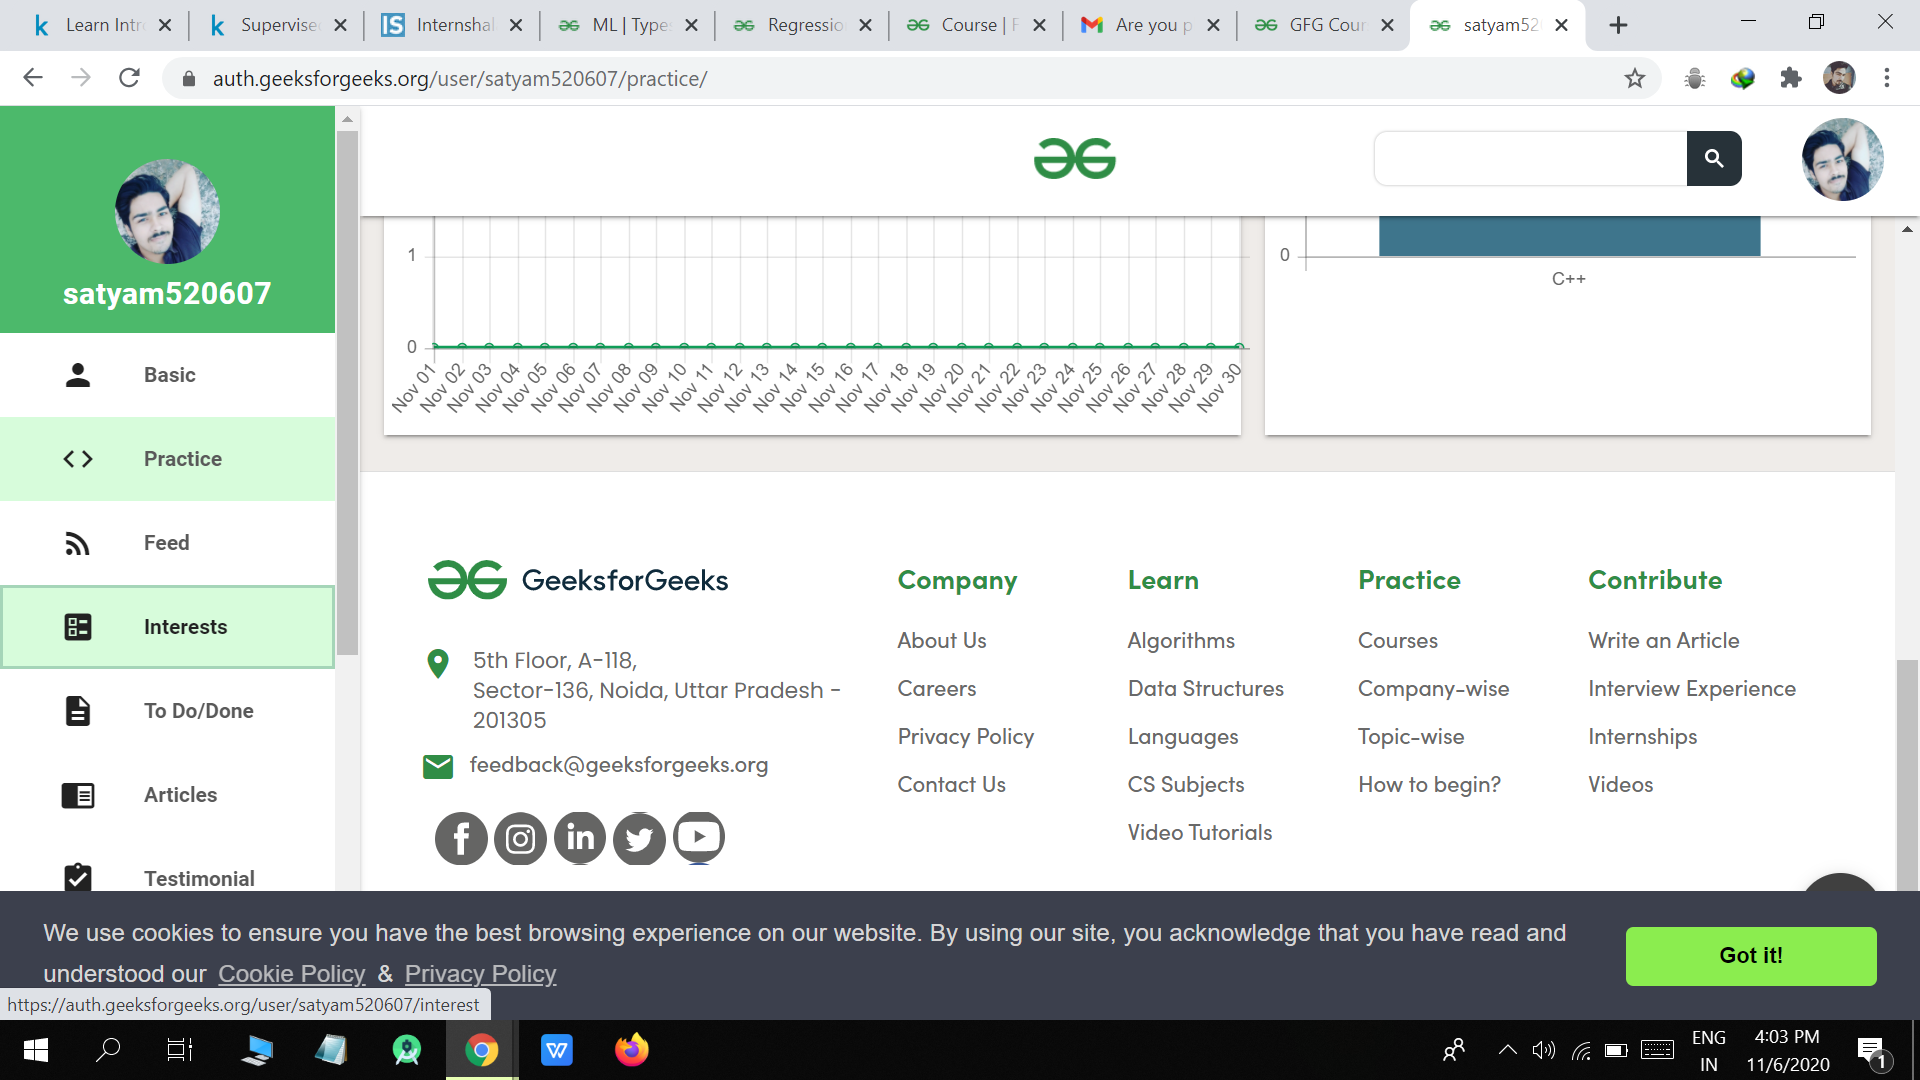 Learn Intr
Supervise
Internshal
ML | Type
Regressio
Course | F
Are you p
GFG Cour
satyam52
auth.geeksforgeeks.org/user/satyam520607/practice/
satyam520607
Basic
Practice
Feed
Interests
To Do/Done
Articles
Testimonial
1
0
Nov 01
Nov 02
Nov 03
Nov 04
Nov 05
Nov 06
Nov 07
Nov 08
Nov 09
Nov 10
Nov 11
Nov 12
Nov 13
Nov 14
Nov 15
Nov 16
Nov 17
Nov 18
Nov 19
Nov 20
Nov 21
Nov 22
Nov 23
Nov 24
Nov 25
Nov 26
Nov 27
Nov 28
Nov 29
Nov 30
0
C++
GeeksforGeeks
5th Floor, A-118,
Sector-136, Noida, Uttar Pradesh -
201305
feedback@geeksforgeeks.org
Company
About Us
Careers
Privacy Policy
Contact Us
Learn
Algorithms
Data Structures
Languages
CS Subjects
Video Tutorials
Practice
Courses
Company-wise
Topic-wise
How to begin?
Contribute
Write an Article
Interview Experience
Internships
Videos
We use cookies to ensure you have the best browsing experience on our website. By using our site, you acknowledge that you have read and
understood our Cookie Policy & Privacy Policy
Got it!
https://auth.geeksforgeeks.org/user/satyam520607/interest
ENG
IN
4:03 PM
11/6/2020
1